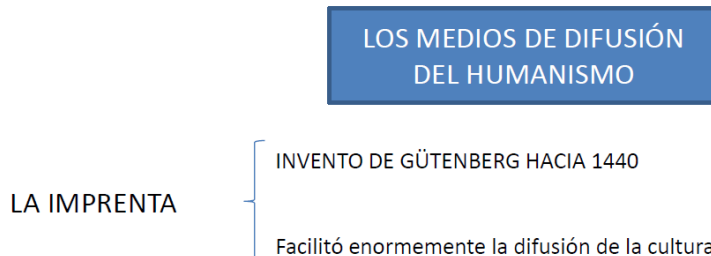 LOS MEDIOS DE DIFUSIÓN
DEL HUMANISMO
INVENTO DE GÜTENBERG HACIA 1440
LA IMPRENTA
Facilitó enormemente la difusión de la cultura